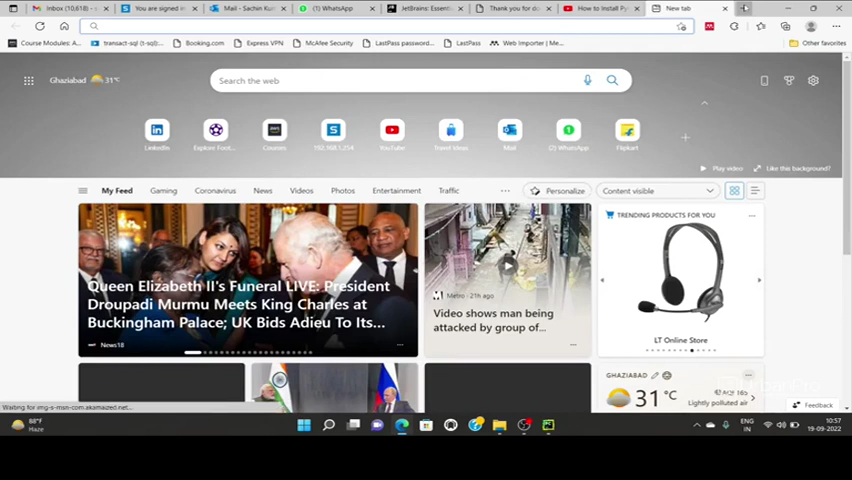 Inbox (10,618)
You are signed in
Mail - Sachin Kum
(1) WhatsApp
JetBrains: Essenti
Thank you for do
How to Install Py
New tab
Course Modules: A...
transact-sql (t-sql):...
Booking.com
Express VPN
McAfee Security
LastPass password...
LastPass
Web Importer | Me...
Other favorites
Ghaziabad 31°C
Search the web
LinkedIn
Explore Foot...
Courses
192.168.1.254
YouTube
Travel Ideas
Mail
(2) WhatsApp
Flipkart
Play video
Like this background?
My Feed
Gaming
Coronavirus
News
Videos
Photos
Entertainment
Traffic
Personalize
Content visible
Queen Elizabeth II's Funeral LIVE: President
Droupadi Murmu Meets King Charles at
Buckingham Palace; UK Bids Adieu To Its...
News18
Metro · 21h ago
Video shows man being
attacked by group of...
TRENDING PRODUCTS FOR YOU
LT Online Store
GHAZIABAD
31 °C
Lightly polluted air
Feedback
Waiting for img-s-msn-com.akamaized.net...
88°F
Haze
ENG
IN
10:57
19-09-2022